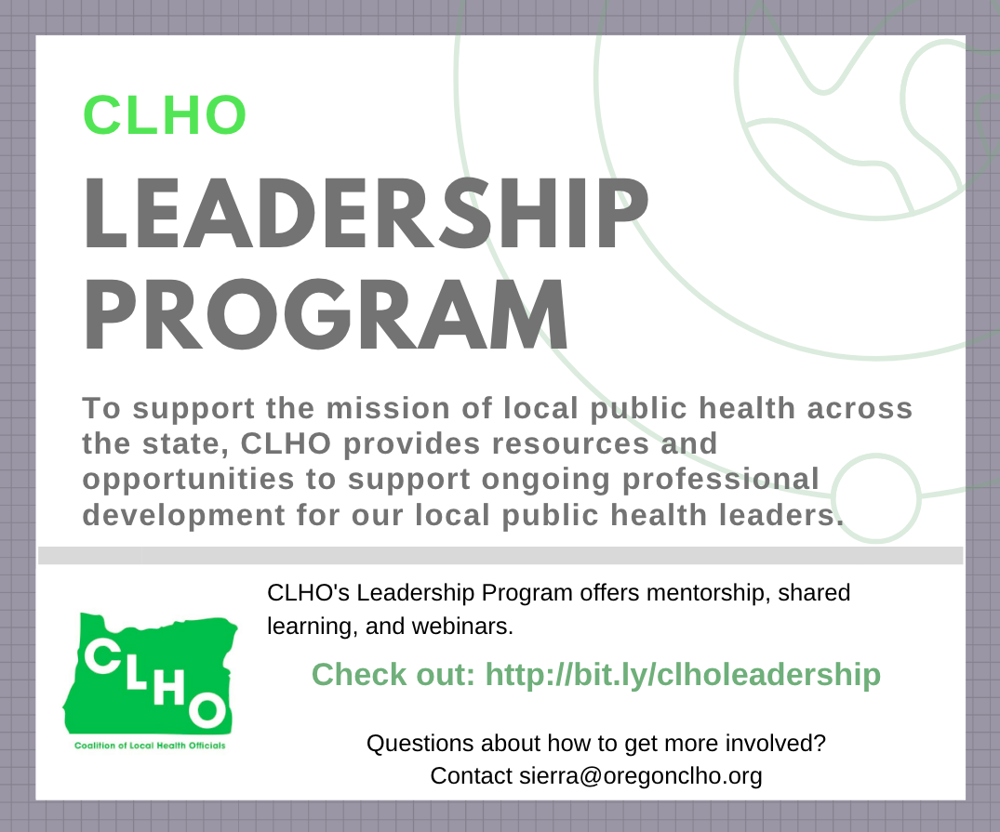 CLHO
LEADERSHIP
PROGRAM
To support the mission of local public health across
the state, CLHO provides resources and
opportunities to support ongoing professional
development for our local public health leaders.
CLHO's Leadership Program offers mentorship, shared
learning, and webinars.
CLHO
Coalition of Local Health Officials
Check out: http://bit.ly/clholeadership
Questions about how to get more involved?
Contact sierra@oregonclho.org